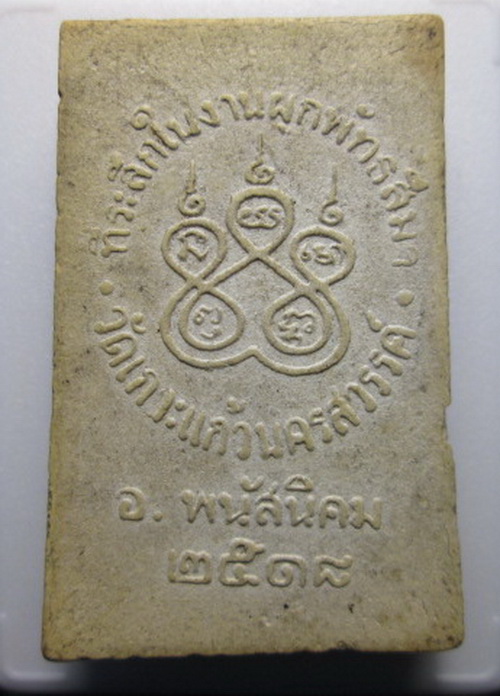 ที่ระลึกในงานผูกพัทธสีมา
วัดเกาะแก้วนครสวรรค์
อ. พนัสนิคม
๒๕๑๘